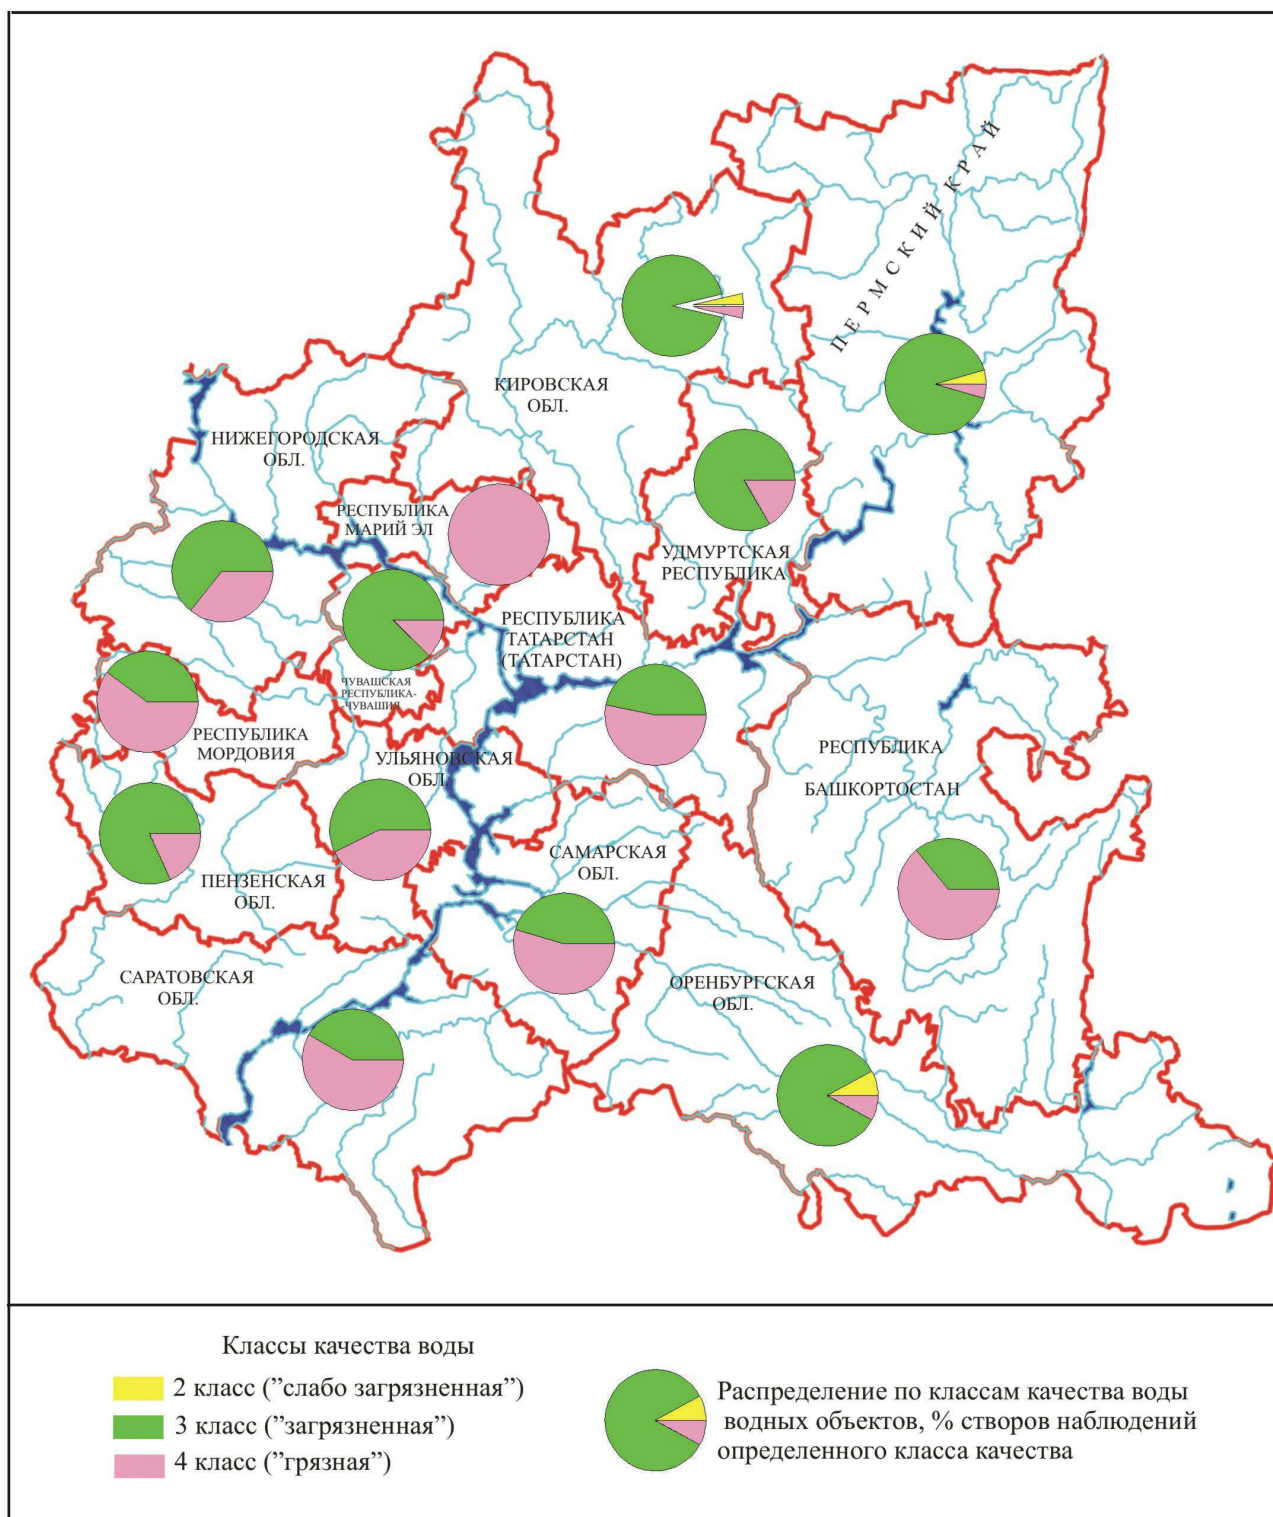 ПЕРМСКИЙ КРАЙ
КИРОВСКАЯ
ОБЛ.
НИЖЕГОРОДСКАЯ
ОБЛ.
РЕСПУБЛИКА
МАРИЙ ЭЛ
УДМУРТСКАЯ
РЕСПУБЛИКА
РЕСПУБЛИКА
ТАТАРСТАН
(ТАТАРСТАН)
ЧУВАШСКАЯ
РЕСПУБЛИКА-
-ЧУВАШИЯ
РЕСПУБЛИКА
МОРДОВИЯ
УЛЬЯНОВСКАЯ
ОБЛ.
РЕСПУБЛИКА
БАШКОРТОСТАН
САМАРСКАЯ
ОБЛ.
ПЕНЗЕНСКАЯ
ОБЛ.
САРАТОВСКАЯ
ОБЛ.
ОРЕНБУРГСКАЯ
ОБЛ.
Классы качества воды
2 класс (”слабо загрязненная”)
3 класс (”загрязненная”)
4 класс (”грязная”)
Распределение по классам качества воды
водных объектов, % створов наблюдений
определенного класса качества